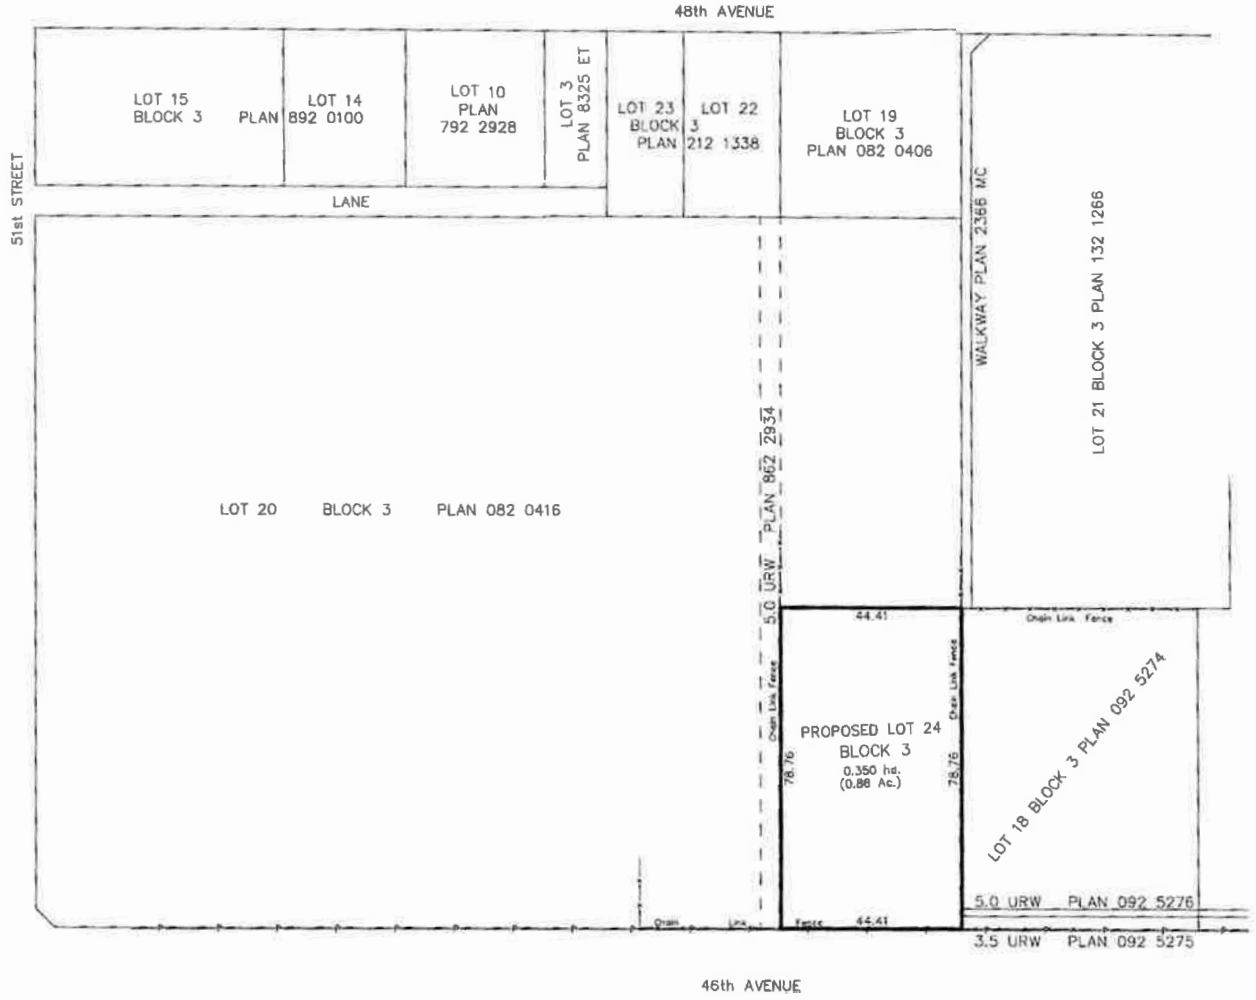 48th AVENUE
LOT 15
BLOCK 3
LOT 14
PLAN 892 0100
LOT 10
PLAN
792 2928
LOT 3
PLAN 8325 ET
LOT 23 LOT 22
BLOCK 3
PLAN 212 1338
LOT 19
BLOCK 3
PLAN 082 0406
51st STREET
LANE
WALKWAY PLAN 2366 MC
LOT 21 BLOCK 3 PLAN 132 1266
5.0 URW PLAN 862 2934
LOT 20 BLOCK 3 PLAN 082 0416
44.41
Chain Link Fence
Chain Link Fence
Chain Link Fence
PROPOSED LOT 24
BLOCK 3
0.350 ha.
(0.86 Ac.)
78.76
78.76
LOT 18 BLOCK 3 PLAN 092 5274
5.0 URW PLAN 092 5276
Chain Link Fence
44.41
3.5 URW PLAN 092 5275
46th AVENUE